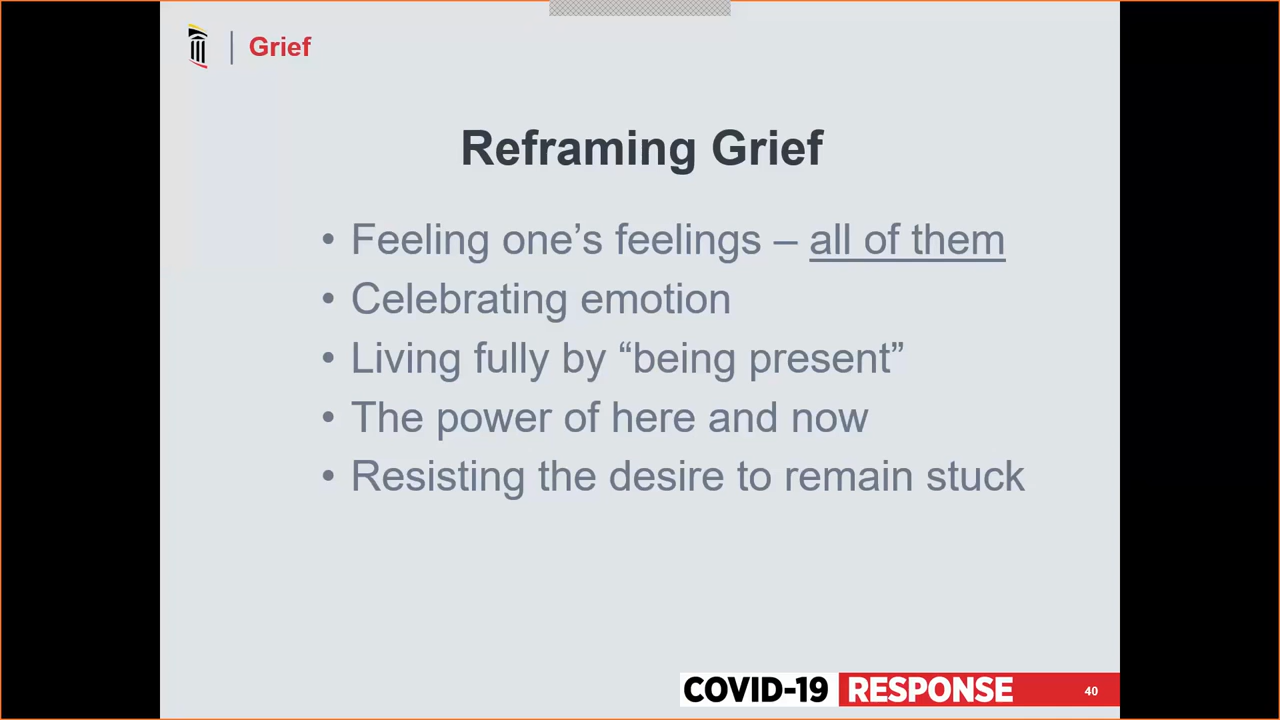 Grief
Reframing Grief
• Feeling one’s feelings – all of them
• Celebrating emotion
• Living fully by “being present”
• The power of here and now
• Resisting the desire to remain stuck
COVID-19 RESPONSE 40